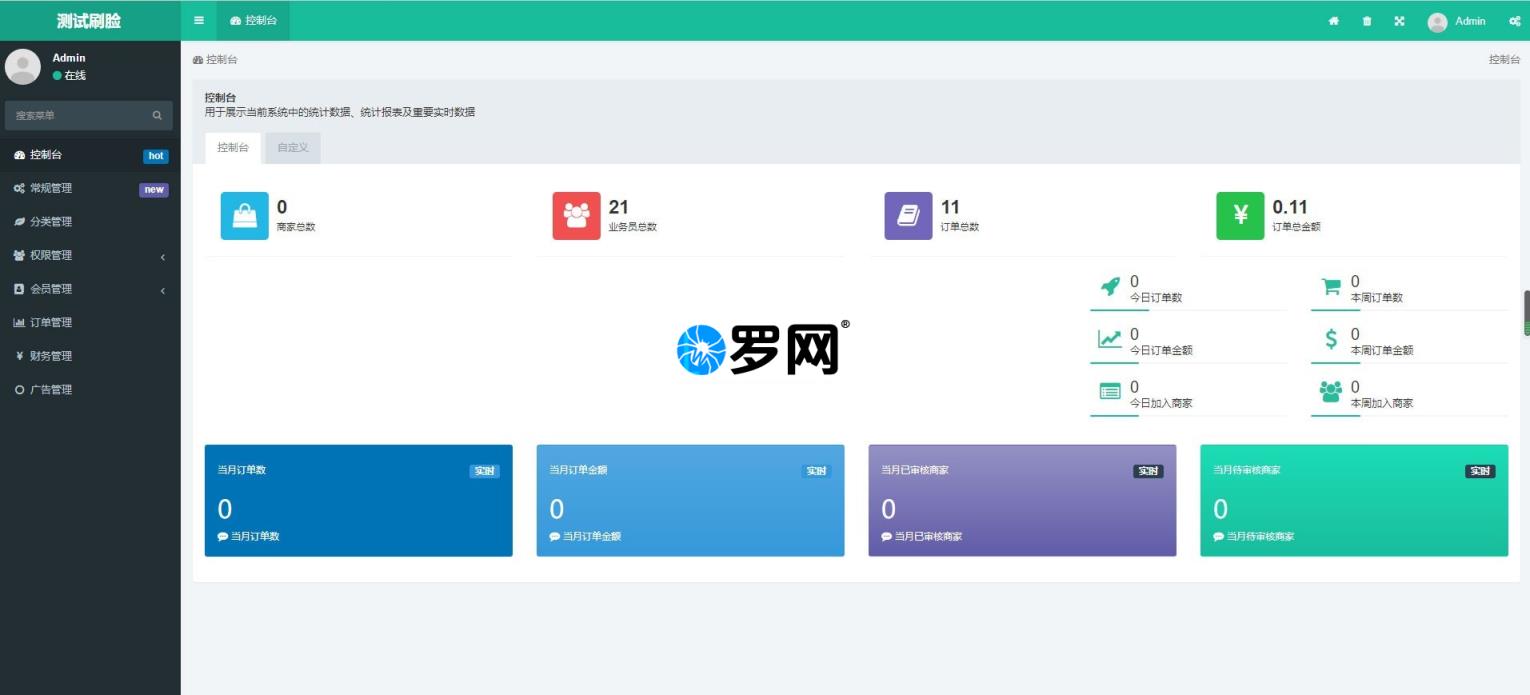 测试刷脸
控制台
Admin
Admin
在线
搜索菜单
控制台 hot
常规管理 new
分类管理
权限管理
会员管理
订单管理
财务管理
广告管理
控制台
控制台
控制台
用于展示当前系统中的统计数据、统计报表及重要实时数据
控制台 自定义
0
商家总数
21
业务员总数
11
订单总数
¥
0.11
订单总金额
罗网®
0
今日订单数
0
本周订单数
0
今日订单金额
$
0
本周订单金额
0
今日加入商家
0
本周加入商家
当月订单数 实时
0
当月订单数
当月订单金额 实时
0
当月订单金额
当月已审核商家 实时
0
当月已审核商家
当月待审核商家 实时
0
当月待审核商家